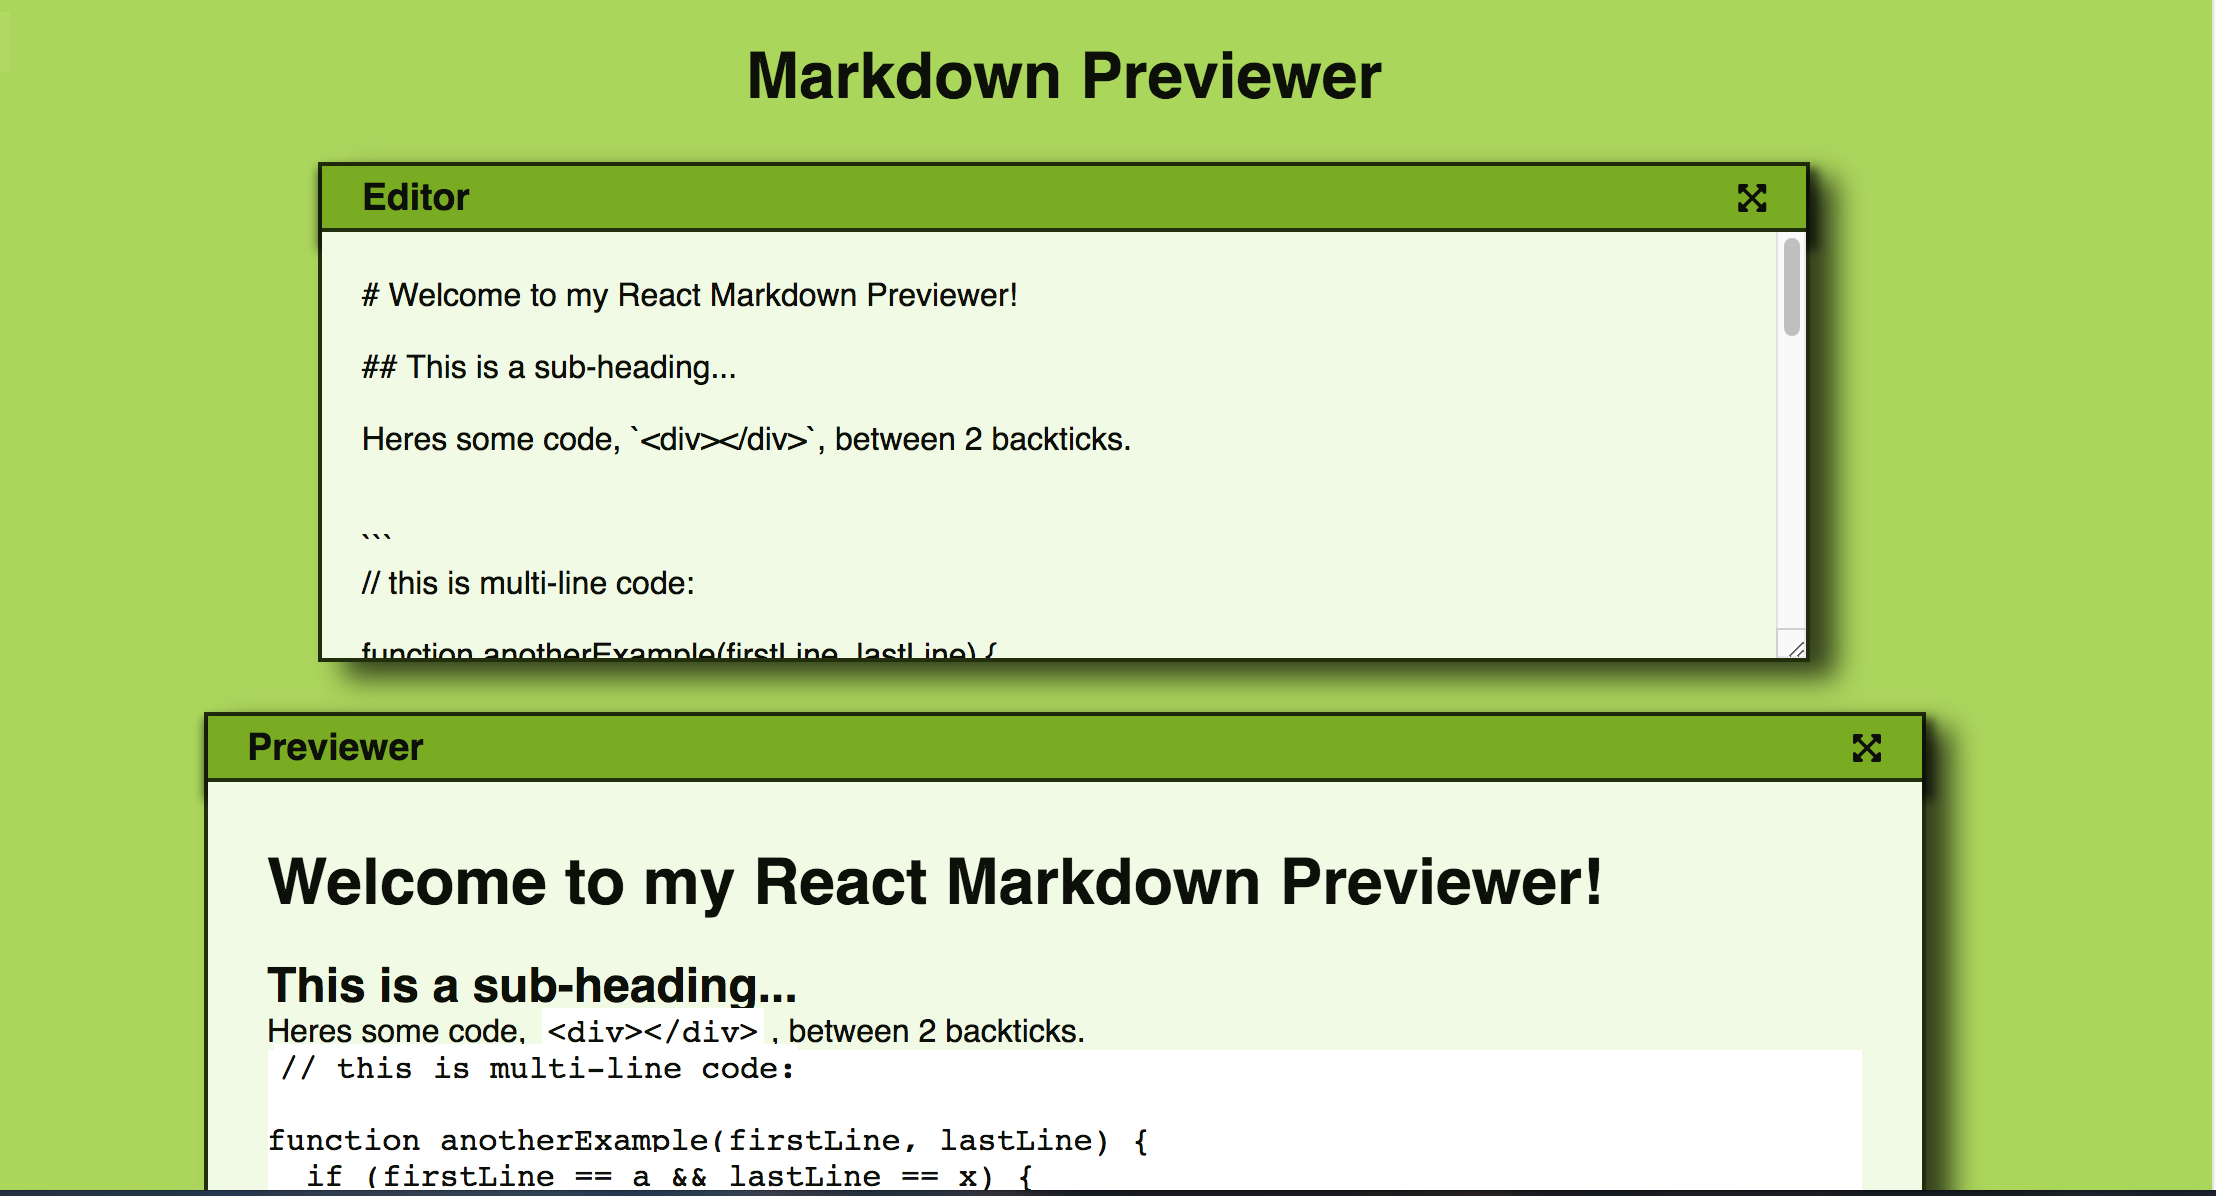 Markdown Previewer
Editor
# Welcome to my React Markdown Previewer!
## This is a sub-heading...
Heres some code, `<div></div>`, between 2 backticks.
```
// this is multi-line code:
function anotherExample(firstLine, lastLine) {
Previewer
Welcome to my React Markdown Previewer!
This is a sub-heading...
Heres some code, <div></div> , between 2 backticks.
// this is multi-line code:
function anotherExample(firstLine, lastLine) {
if (firstLine == a && lastLine == x) {